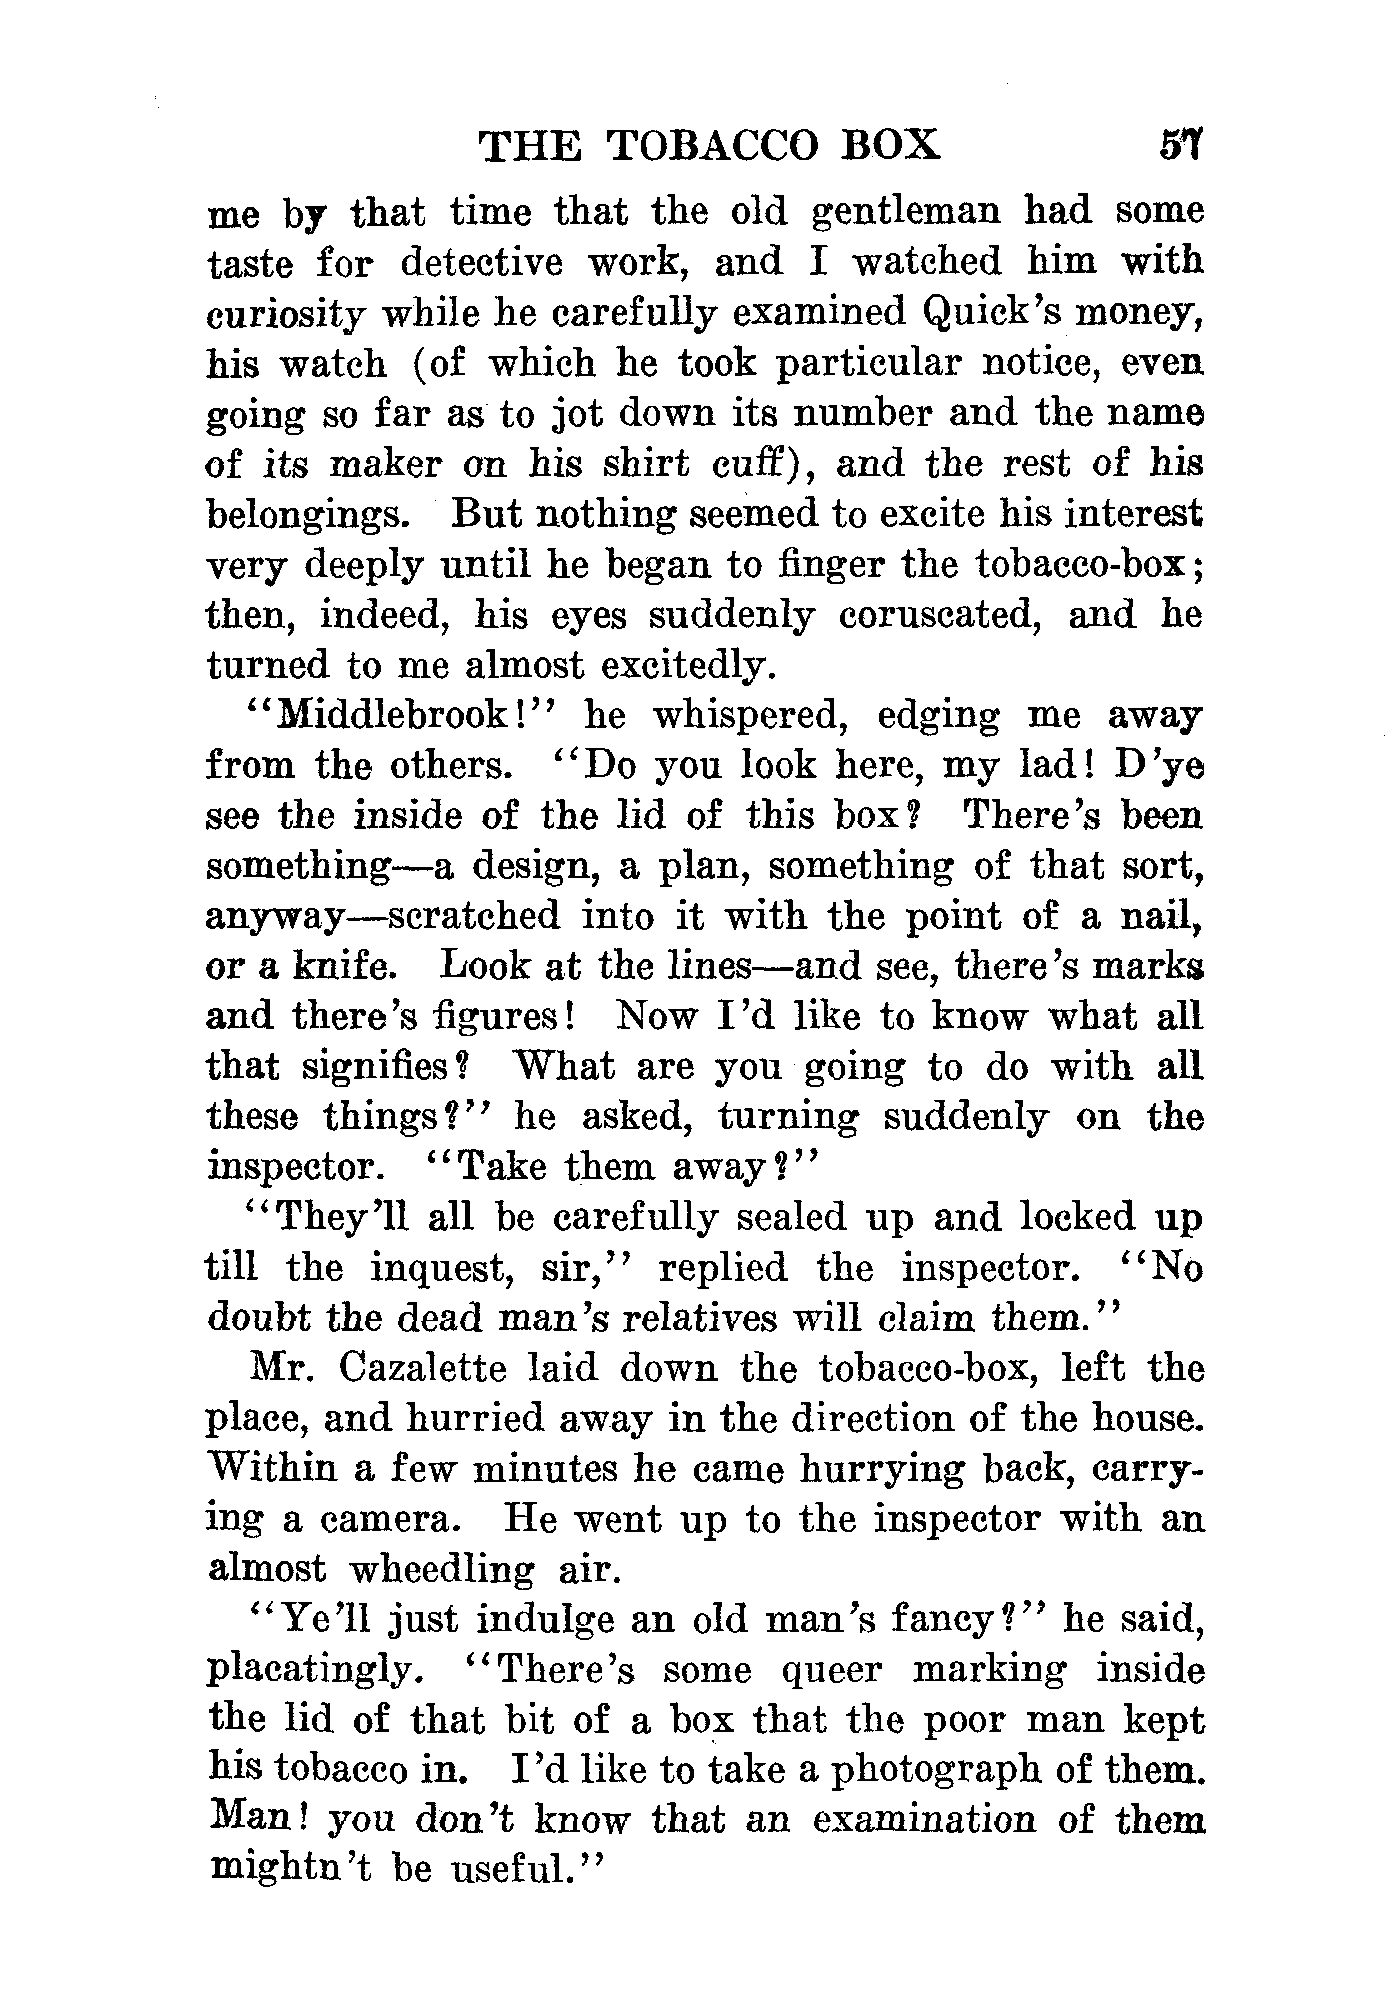 THE TOBACCO BOX 57
me by that time that the old gentleman had some
taste for detective work, and I watched him with
curiosity while he carefully examined Quick's money,
his watch (of which he took particular notice, even
going so far as to jot down its number and the name
of its maker on his shirt cuff), and the rest of his
belongings. But nothing seemed to excite his interest
very deeply until he began to finger the tobacco-box;
then, indeed, his eyes suddenly coruscated, and he
turned to me almost excitedly.
"Middlebrook!" he whispered, edging me away
from the others. "Do you look here, my lad! D'ye
see the inside of the lid of this box? There's been
something—a design, a plan, something of that sort,
anyway—scratched into it with the point of a nail,
or a knife. Look at the lines—and see, there's marks
and there's figures! Now I'd like to know what all
that signifies? What are you going to do with all
these things?" he asked, turning suddenly on the
inspector. "Take them away?"
"They'll all be carefully sealed up and locked up
till the inquest, sir," replied the inspector. "No
doubt the dead man's relatives will claim them."
Mr. Cazalette laid down the tobacco-box, left the
place, and hurried away in the direction of the house.
Within a few minutes he came hurrying back, carry-
ing a camera. He went up to the inspector with an
almost wheedling air.
"Ye'll just indulge an old man's fancy?" he said,
placatingly. "There's some queer marking inside
the lid of that bit of a box that the poor man kept
his tobacco in. I'd like to take a photograph of them.
Man! you don't know that an examination of them
mightn't be useful."